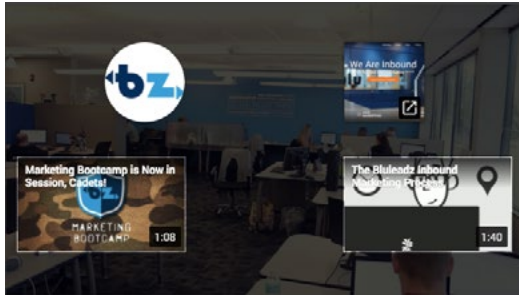 bz
We Are Inbound
Marketing Bootcamp is Now in
Session, Cadets!
bz
MARKETING
BOOTCAMP
1:08
The Bluleadz Inbound
Marketing Process
1:40